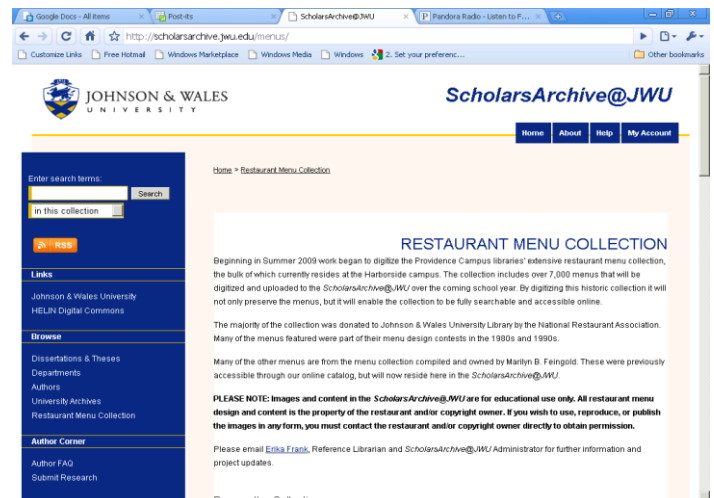 Google Docs - All items
Post-its
ScholarsArchive@JWU
Pandora Radio - Listen to F...
http://scholarsarchive.jwu.edu/menus/
Customize Links
Free Hotmail
Windows Marketplace
Windows Media
Windows
2. Set your preferenc...
Other bookmarks
JOHNSON & WALES
UNIVERSITY
ScholarsArchive@JWU
Home
About
Help
My Account
Enter search terms:
Search
in this collection
RSS
Links
Johnson & Wales University
HELIN Digital Commons
Browse
Dissertations & Theses
Departments
Authors
University Archives
Restaurant Menu Collection
Author Corner
Author FAQ
Submit Research
Home > Restaurant Menu Collection
RESTAURANT MENU COLLECTION
Beginning in Summer 2009 work began to digitize the Providence Campus libraries' extensive restaurant menu collection,
the bulk of which currently resides at the Harborside campus. The collection includes over 7,000 menus that will be
digitized and uploaded to the ScholarsArchive@JWU over the coming school year. By digitizing this historic collection it will
not only preserve the menus, but it will enable the collection to be fully searchable and accessible online.
The majority of the collection was donated to Johnson & Wales University Library by the National Restaurant Association.
Many of the menus featured were part of their menu design contests in the 1980s and 1990s.
Many of the other menus are from the menu collection compiled and owned by Marilyn B. Feingold. These were previously
accessible through our online catalog, but will now reside here in the ScholarsArchive@JWU.
PLEASE NOTE: Images and content in the ScholarsArchive@JWU are for educational use only. All restaurant menu
design and content is the property of the restaurant and/or copyright owner. If you wish to use, reproduce, or publish
the images in any form, you must contact the restaurant and/or copyright owner directly to obtain permission.
Please email Erika Frank, Reference Librarian and ScholarsArchive@JWU Administrator for further information and
project updates.